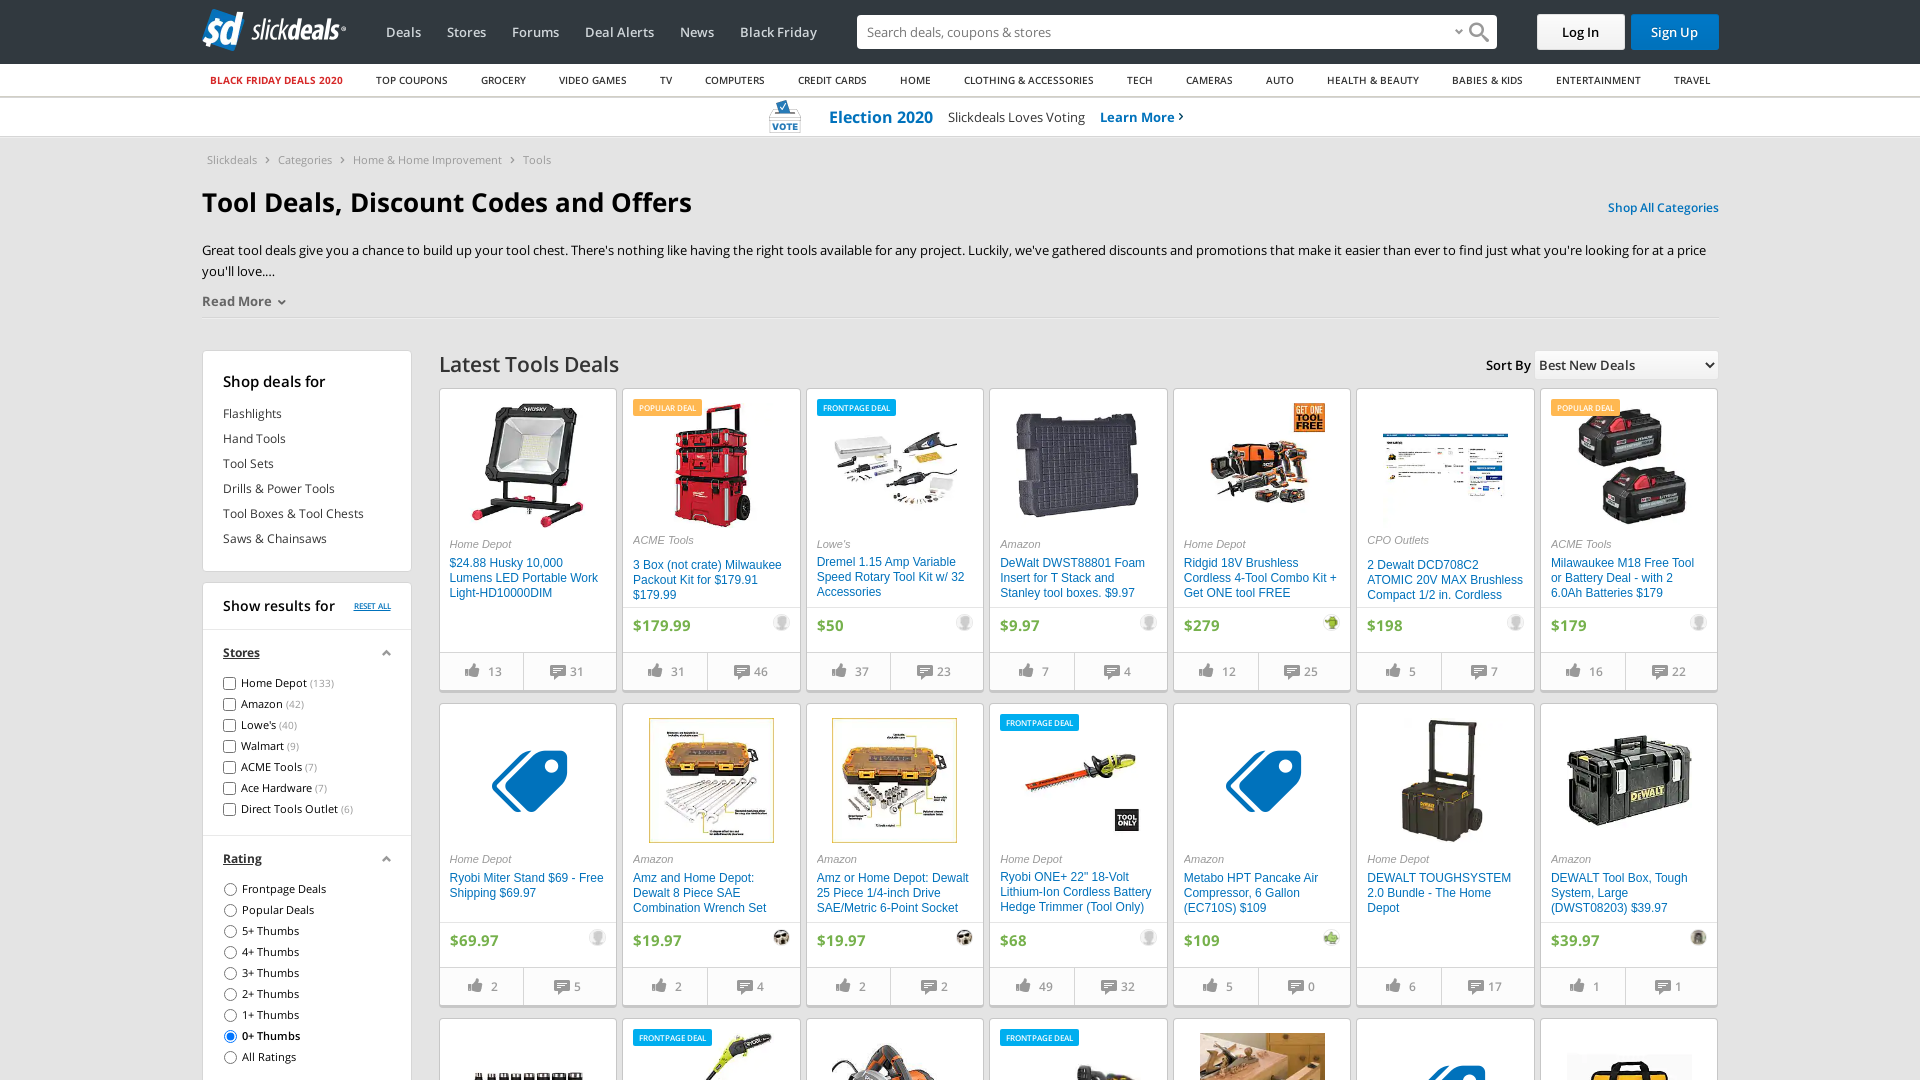 slickdeals
Deals
Stores
Forums
Deal Alerts
News
Black Friday
Search deals, coupons & stores
Log In
Sign Up
BLACK FRIDAY DEALS 2020
TOP COUPONS
GROCERY
VIDEO GAMES
TV
COMPUTERS
CREDIT CARDS
HOME
CLOTHING & ACCESSORIES
TECH
CAMERAS
AUTO
HEALTH & BEAUTY
BABIES & KIDS
ENTERTAINMENT
TRAVEL
VOTE
Election 2020 Slickdeals Loves Voting Learn More
Slickdeals > Categories > Home & Home Improvement > Tools
Tool Deals, Discount Codes and Offers
Shop All Categories
Great tool deals give you a chance to build up your tool chest. There's nothing like having the right tools available for any project. Luckily, we've gathered discounts and promotions that make it easier than ever to find just what you're looking for at a price
you'll love....
Read More
Shop deals for
Flashlights
Hand Tools
Tool Sets
Drills & Power Tools
Tool Boxes & Tool Chests
Saws & Chainsaws
Show results for
RESET ALL
Stores
Home Depot (133)
Amazon (42)
Lowe's (40)
Walmart (9)
ACME Tools (7)
Ace Hardware (7)
Direct Tools Outlet (6)
Rating
Frontpage Deals
Popular Deals
5+ Thumbs
4+ Thumbs
3+ Thumbs
2+ Thumbs
1+ Thumbs
0+ Thumbs
All Ratings
Latest Tools Deals
Sort By
Best New Deals
HUSKY
Home Depot
$24.88 Husky 10,000
Lumens LED Portable Work
Light-HD10000DIM
13
31
POPULAR DEAL
ACME Tools
3 Box (not crate) Milwaukee
Packout Kit for $179.91
$179.99
$179.99
31
46
FRONTPAGE DEAL
Lowe's
Dremel 1.15 Amp Variable
Speed Rotary Tool Kit w/ 32
Accessories
$50
37
23
Amazon
DeWalt DWST88801 Foam
Insert for T Stack and
Stanley tool boxes. $9.97
$9.97
7
4
GET ONE
TOOL
FREE
Home Depot
Ridgid 18V Brushless
Cordless 4-Tool Combo Kit +
Get ONE tool FREE
$279
12
25
CPO Outlets
2 Dewalt DCD708C2
ATOMIC 20V MAX Brushless
Compact 1/2 in. Cordless
$198
5
7
POPULAR DEAL
ACME Tools
Milawaukee M18 Free Tool
or Battery Deal - with 2
6.0Ah Batteries $179
$179
16
22
Home Depot
Ryobi Miter Stand $69 - Free
Shipping $69.97
$69.97
2
5
Amazon
Amz and Home Depot:
Dewalt 8 Piece SAE
Combination Wrench Set
$19.97
2
4
Amazon
Amz or Home Depot: Dewalt
25 Piece 1/4-inch Drive
SAE/Metric 6-Point Socket
$19.97
2
2
FRONTPAGE DEAL
TOOL
ONLY
Home Depot
Ryobi ONE+ 22" 18-Volt
Lithium-Ion Cordless Battery
Hedge Trimmer (Tool Only)
$68
49
32
Amazon
Metabo HPT Pancake Air
Compressor, 6 Gallon
(EC710S) $109
$109
5
0
Home Depot
DEWALT TOUGHSYSTEM
2.0 Bundle - The Home
Depot
6
17
DEWALT
Amazon
DEWALT Tool Box, Tough
System, Large
(DWST08203) $39.97
$39.97
1
1
FRONTPAGE DEAL
FRONTPAGE DEAL